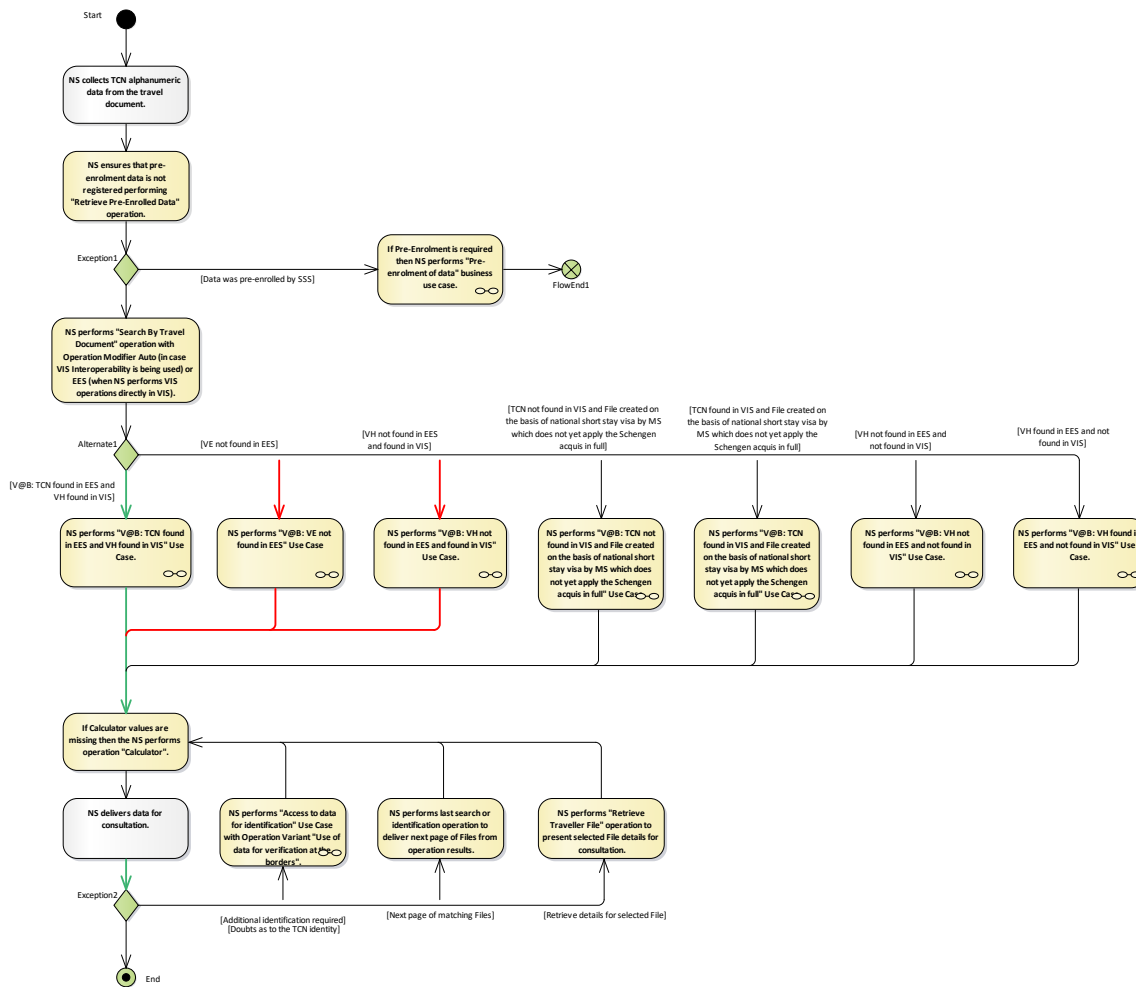 Start
NS collects TCN alphanumeric
data from the travel
document.
NS ensures that pre-
enrolment data is not
registered performing
"Retrieve Pre-Enrolled Data"
operation.
Exception1
[Data was pre-enrolled by SSS]
If Pre-Enrolment is required
then NS performs "Pre-
enrolment of data" business
use case.
FlowEnd1
NS performs "Search By Travel
Document" operation with
Operation Modifier Auto (in case
VIS Interoperability is being used) or
EES (when NS performs VIS
operations directly in VIS).
Alternate1
[V@B: TCN found in EES and
VH found in VIS]
[VE not found in EES]
[VH not found in EES
and found in VIS]
[TCN not found in VIS and File created on
the basis of national short stay visa by MS
which does not yet apply the Schengen
acquis in full]
[TCN found in VIS and File created on
the basis of national short stay visa by
MS which does not yet apply the
Schengen acquis in full]
[VH not found in EES and
not found in VIS]
[VH found in EES and not
found in VIS]
NS performs "V@B: TCN found
in EES and VH found in VIS" Use
Case.
NS performs "V@B: VE not
found in EES" Use Case
NS performs "V@B: VH not
found in EES and found in VIS"
Use Case.
NS performs "V@B: TCN not
found in VIS and File created
on the basis of national short
stay visa by MS which does
not yet apply the Schengen
acquis in full" Use Case.
NS performs "V@B: TCN
found in VIS and File created
on the basis of national short
stay visa by MS which does
not yet apply the Schengen
acquis in full" Use Case.
NS performs "V@B: VH not
found in EES and not found in
VIS" Use Case.
NS performs "V@B: VH found in
EES and not found in VIS" Use
Case.
If Calculator values are
missing then the NS performs
operation "Calculator".
NS delivers data for
consultation.
NS performs "Access to data
for identification" Use Case
with Operation Variant "Use of
data for verification at the
borders".
NS performs last search or
identification operation to
deliver next page of Files from
operation results.
NS performs "Retrieve
Traveller File" operation to
present selected File details for
consultation.
Exception2
[Additional identification required]
[Doubts as to the TCN identity]
[Next page of matching Files]
[Retrieve details for selected File]
End